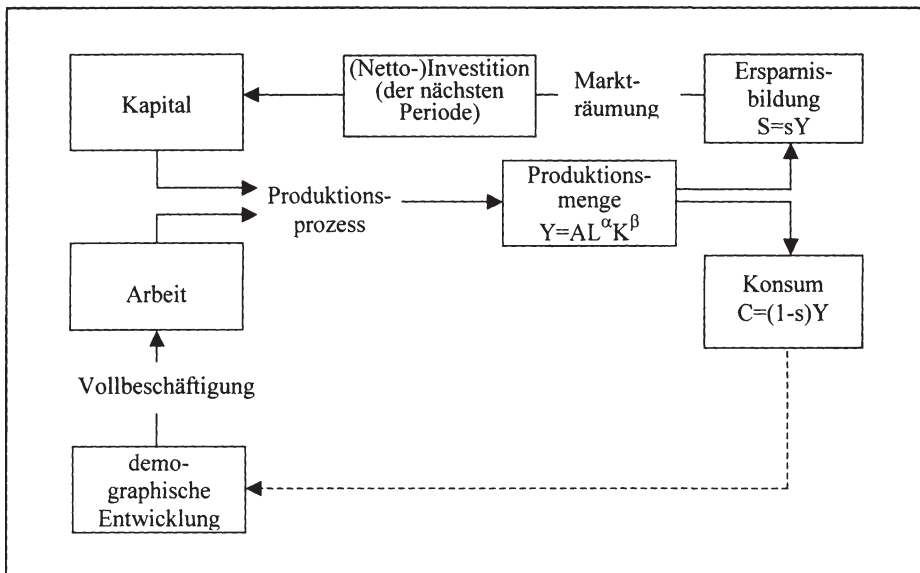 Kapital
(Netto-)Investition
(der nächsten
Periode)
Markt-
räumung
Ersparnis-
bildung
S=sY
Produktions-
prozess
Produktions-
menge
Y=AL^αK^β
Arbeit
Konsum
C=(1-s)Y
Vollbeschäftigung
demo-
graphische
Entwicklung